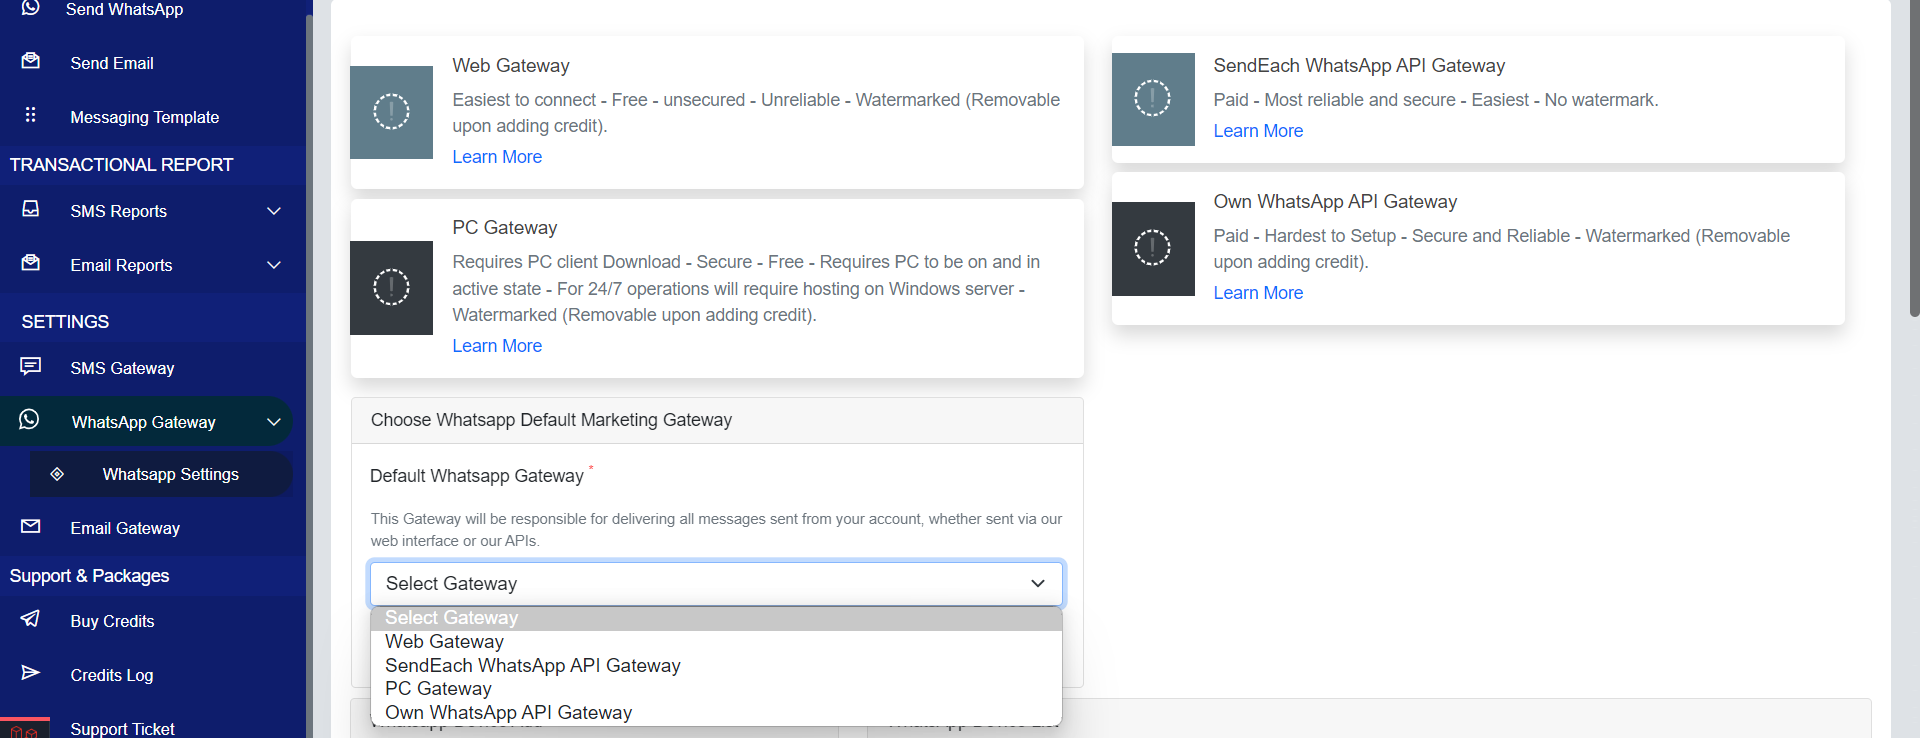 Send WhatsApp
Send Email
Messaging Template
TRANSACTIONAL REPORT
SMS Reports
Email Reports
SETTINGS
SMS Gateway
WhatsApp Gateway
Whatsapp Settings
Email Gateway
Support & Packages
Buy Credits
Credits Log
Support Ticket
Web Gateway
Easiest to connect - Free - unsecured - Unreliable - Watermarked (Removable
upon adding credit).
Learn More
PC Gateway
Requires PC client Download - Secure - Free - Requires PC to be on and in
active state - For 24/7 operations will require hosting on Windows server -
Watermarked (Removable upon adding credit).
Learn More
SendEach WhatsApp API Gateway
Paid - Most reliable and secure - Easiest - No watermark.
Learn More
Own WhatsApp API Gateway
Paid - Hardest to Setup - Secure and Reliable - Watermarked (Removable
upon adding credit).
Learn More
Choose Whatsapp Default Marketing Gateway
Default Whatsapp Gateway *
This Gateway will be responsible for delivering all messages sent from your account, whether sent via our
web interface or our APIs.
Select Gateway
Select Gateway
Web Gateway
SendEach WhatsApp API Gateway
PC Gateway
Own WhatsApp API Gateway